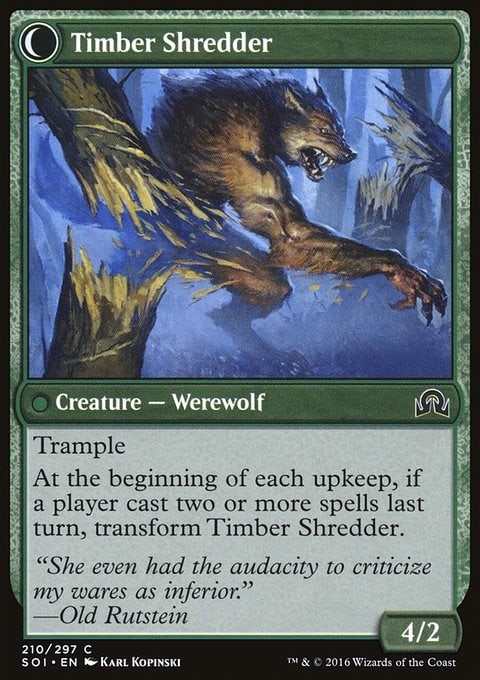 Timber Shredder
Creature — Werewolf
Trample
At the beginning of each upkeep, if
a player cast two or more spells last
turn, transform Timber Shredder.
“She even had the audacity to criticize
my wares as inferior.”
—Old Rutstein
4/2
210/297 C
SOI • EN Karl Kopinski
™ & © 2016 Wizards of the Coast